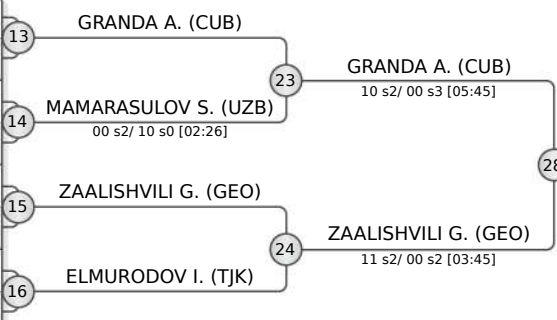 GRANDA A. (CUB)
13
23
GRANDA A. (CUB)
10 s2/ 00 s3 [05:45]
MAMARASULOV S. (UZB)
14
00 s2/ 10 s0 [02:26]
28
ZAALISHVILI G. (GEO)
15
24
ZAALISHVILI G. (GEO)
11 s2/ 00 s2 [03:45]
ELMURODOV I. (TJK)
16